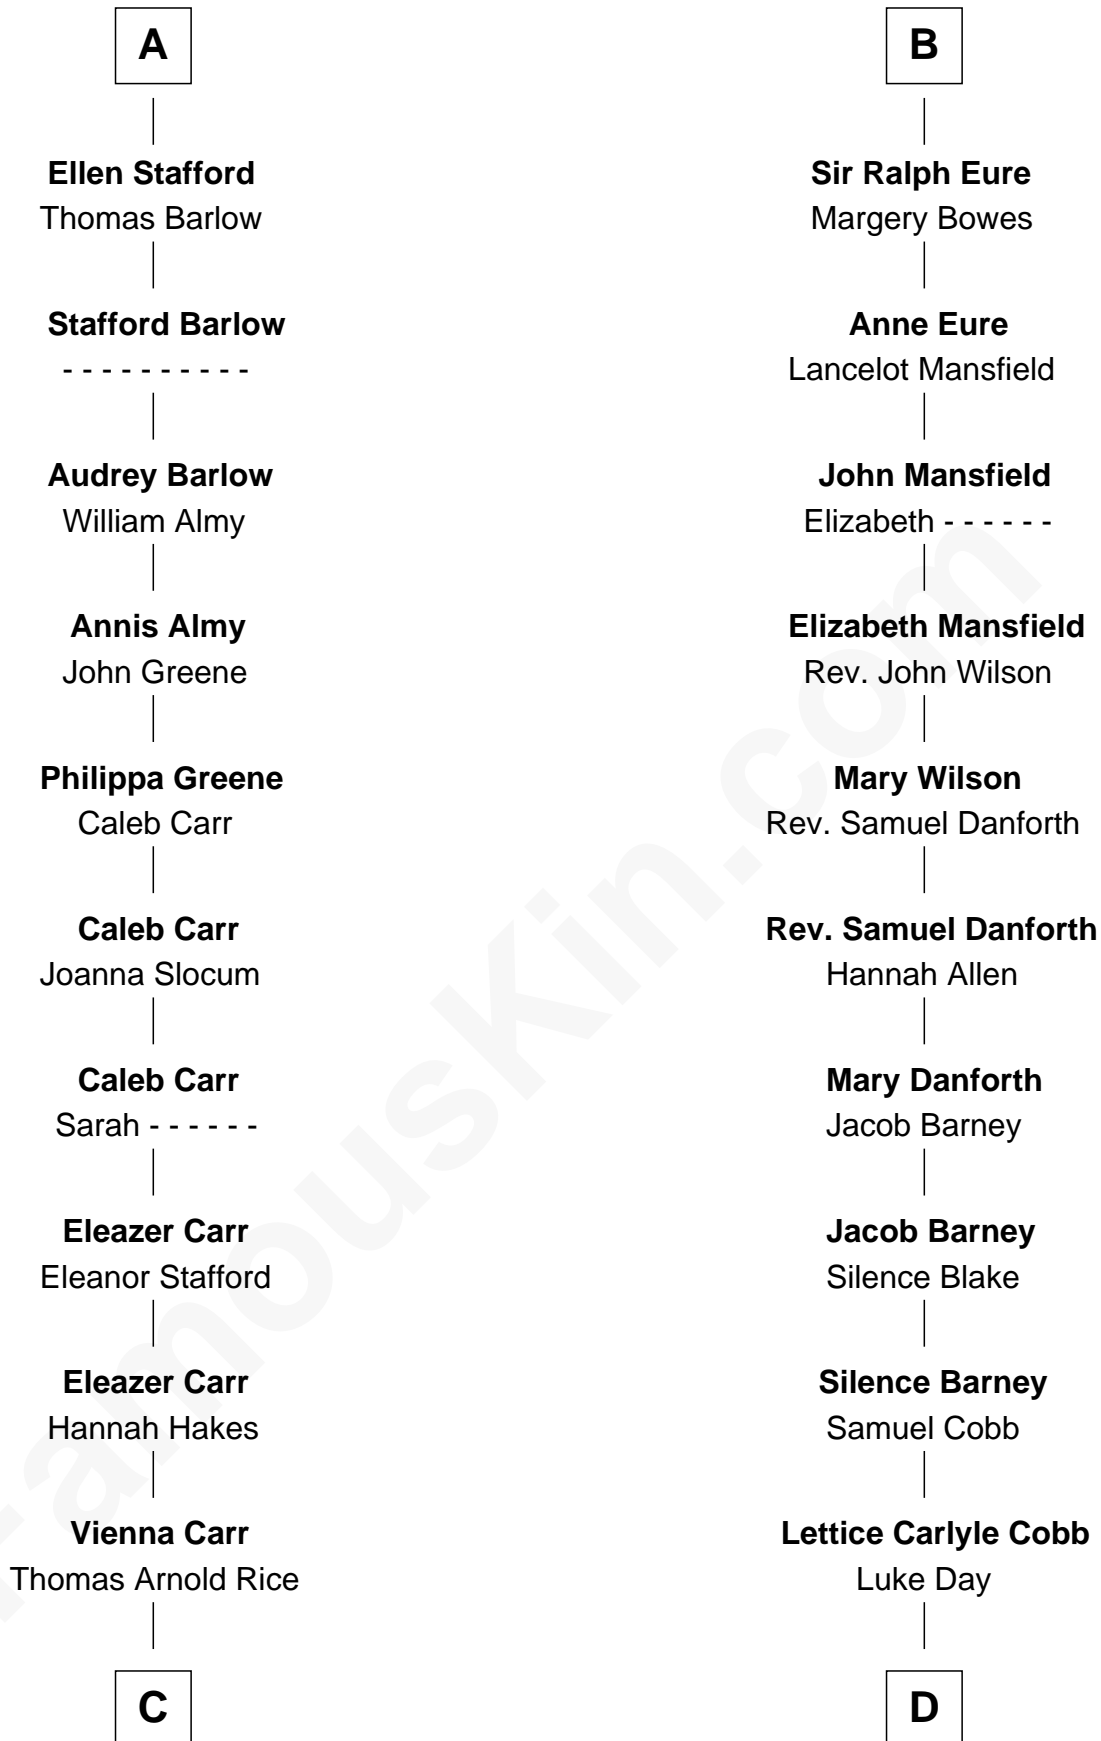 A
Ellen Stafford
Thomas Barlow
Stafford Barlow
- - - - - - - - - -
Audrey Barlow
William Almy
Annis Almy
John Greene
Philippa Greene
Caleb Carr
Caleb Carr
Joanna Slocum
Caleb Carr
Sarah - - - - - -
Eleazer Carr
Eleanor Stafford
Eleazer Carr
Hannah Hakes
Vienna Carr
Thomas Arnold Rice
C
B
Sir Ralph Eure
Margery Bowes
Anne Eure
Lancelot Mansfield
John Mansfield
Elizabeth - - - - - -
Elizabeth Mansfield
Rev. John Wilson
Mary Wilson
Rev. Samuel Danforth
Rev. Samuel Danforth
Hannah Allen
Mary Danforth
Jacob Barney
Jacob Barney
Silence Blake
Silence Barney
Samuel Cobb
Lettice Carlyle Cobb
Luke Day
D
FamousKin.com